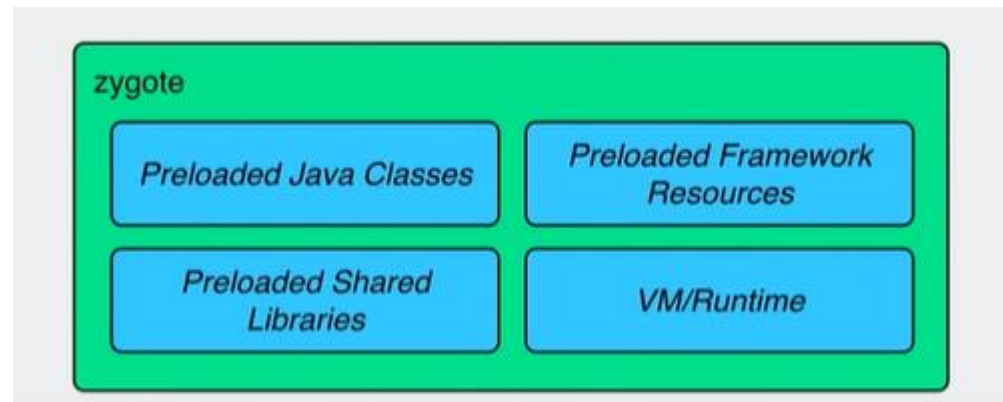 zygote
Preloaded Java Classes
Preloaded Framework
Resources
Preloaded Shared
Libraries
VM/Runtime